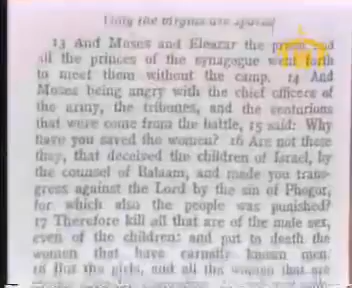 Only the virgins are spared
13 And Moses and Eleazar the priest and
all the princes of the synagogue went forth
to meet them without the camp. 14 And
Moses being angry with the chief officers of
the army, the tribunes, and the centurions
that were come from the battle, 15 said: Why
have you saved the women? 16 Are not these
they, that deceived the children of Israel, by
the counsel of Balaam, and made you trans-
gress against the Lord by the sin of Phogor,
for which also the people was punished?
17 Therefore kill all that are of the male sex,
even of the children: and put to death the
women that have carnally known men.
18 But the girls, and all the women that are